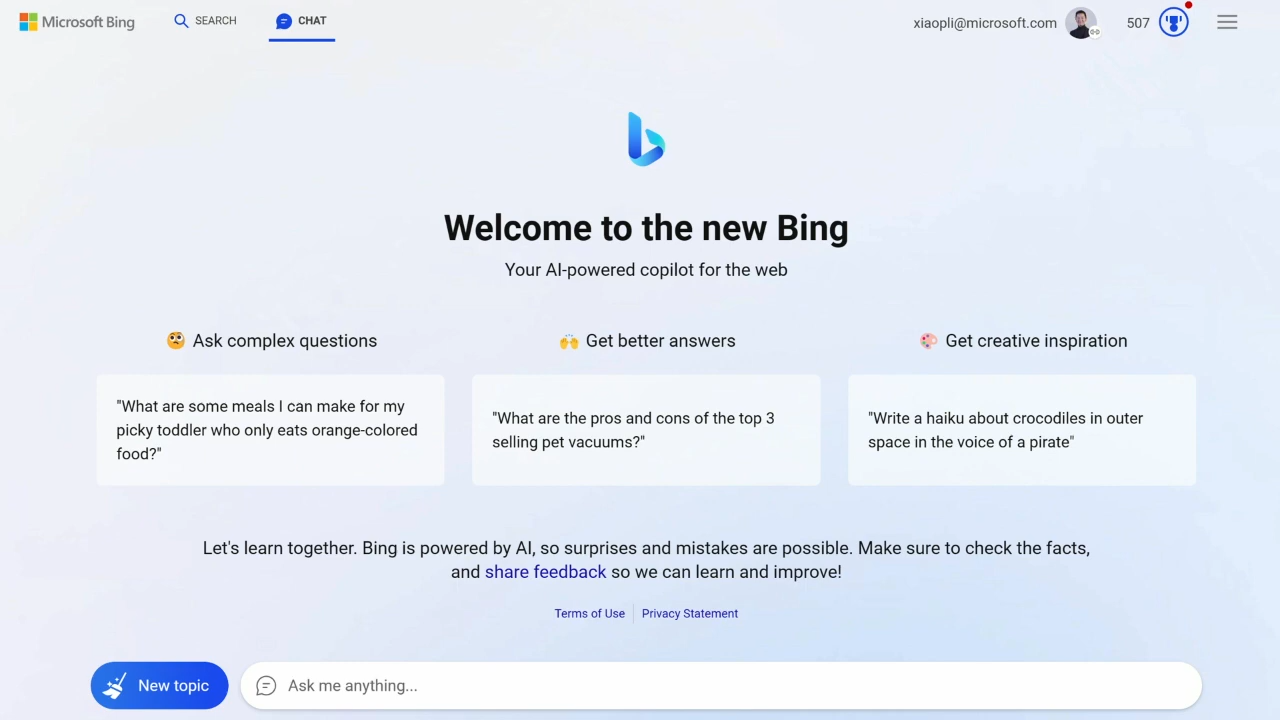 Microsoft Bing
SEARCH
CHAT
xiaopli@microsoft.com
507
Welcome to the new Bing
Your AI-powered copilot for the web
Ask complex questions
"What are some meals I can make for my
picky toddler who only eats orange-colored
food?"
Get better answers
"What are the pros and cons of the top 3
selling pet vacuums?"
Get creative inspiration
"Write a haiku about crocodiles in outer
space in the voice of a pirate"
Let's learn together. Bing is powered by AI, so surprises and mistakes are possible. Make sure to check the facts,
and share feedback so we can learn and improve!
Terms of Use
Privacy Statement
New topic
Ask me anything...